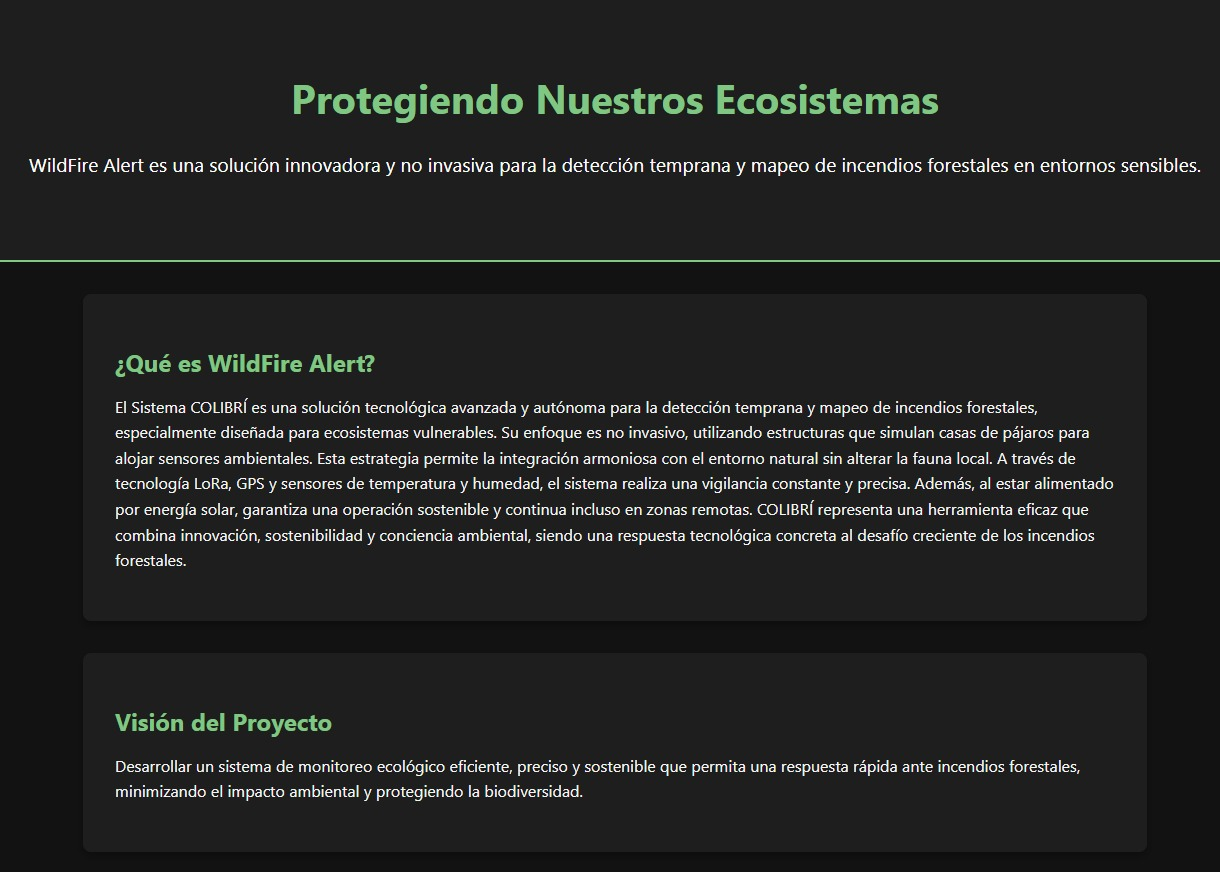 Protegiendo Nuestros Ecosistemas
WildFire Alert es una solución innovadora y no invasiva para la detección temprana y mapeo de incendios forestales en entornos sensibles.
¿Qué es WildFire Alert?
El Sistema COLIBRÍ es una solución tecnológica avanzada y autónoma para la detección temprana y mapeo de incendios forestales,
especialmente diseñada para ecosistemas vulnerables. Su enfoque es no invasivo, utilizando estructuras que simulan casas de pájaros para
alojar sensores ambientales. Esta estrategia permite la integración armoniosa con el entorno natural sin alterar la fauna local. A través de
tecnología LoRa, GPS y sensores de temperatura y humedad, el sistema realiza una vigilancia constante y precisa. Además, al estar alimentado
por energía solar, garantiza una operación sostenible y continua incluso en zonas remotas. COLIBRÍ representa una herramienta eficaz que
combina innovación, sostenibilidad y conciencia ambiental, siendo una respuesta tecnológica concreta al desafío creciente de los incendios
forestales.
Visión del Proyecto
Desarrollar un sistema de monitoreo ecológico eficiente, preciso y sostenible que permita una respuesta rápida ante incendios forestales,
minimizando el impacto ambiental y protegiendo la biodiversidad.